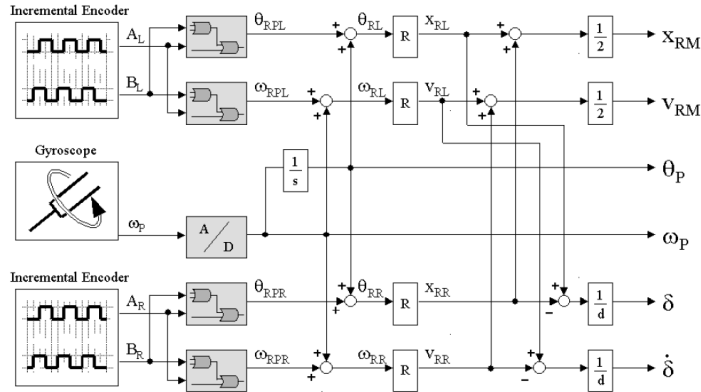 Incremental Encoder
A_L
B_L
θ_RPL
θ_RL
R
x_RL
1/2
x_RM
ω_RPL
ω_RL
R
v_RL
1/2
v_RM
Gyroscope
ω_P
1/s
θ_P
A/D
ω_P
Incremental Encoder
A_R
B_R
θ_RPR
θ_RR
R
x_RR
1/d
δ
ω_RPR
ω_RR
R
v_RR
1/d
δ̇